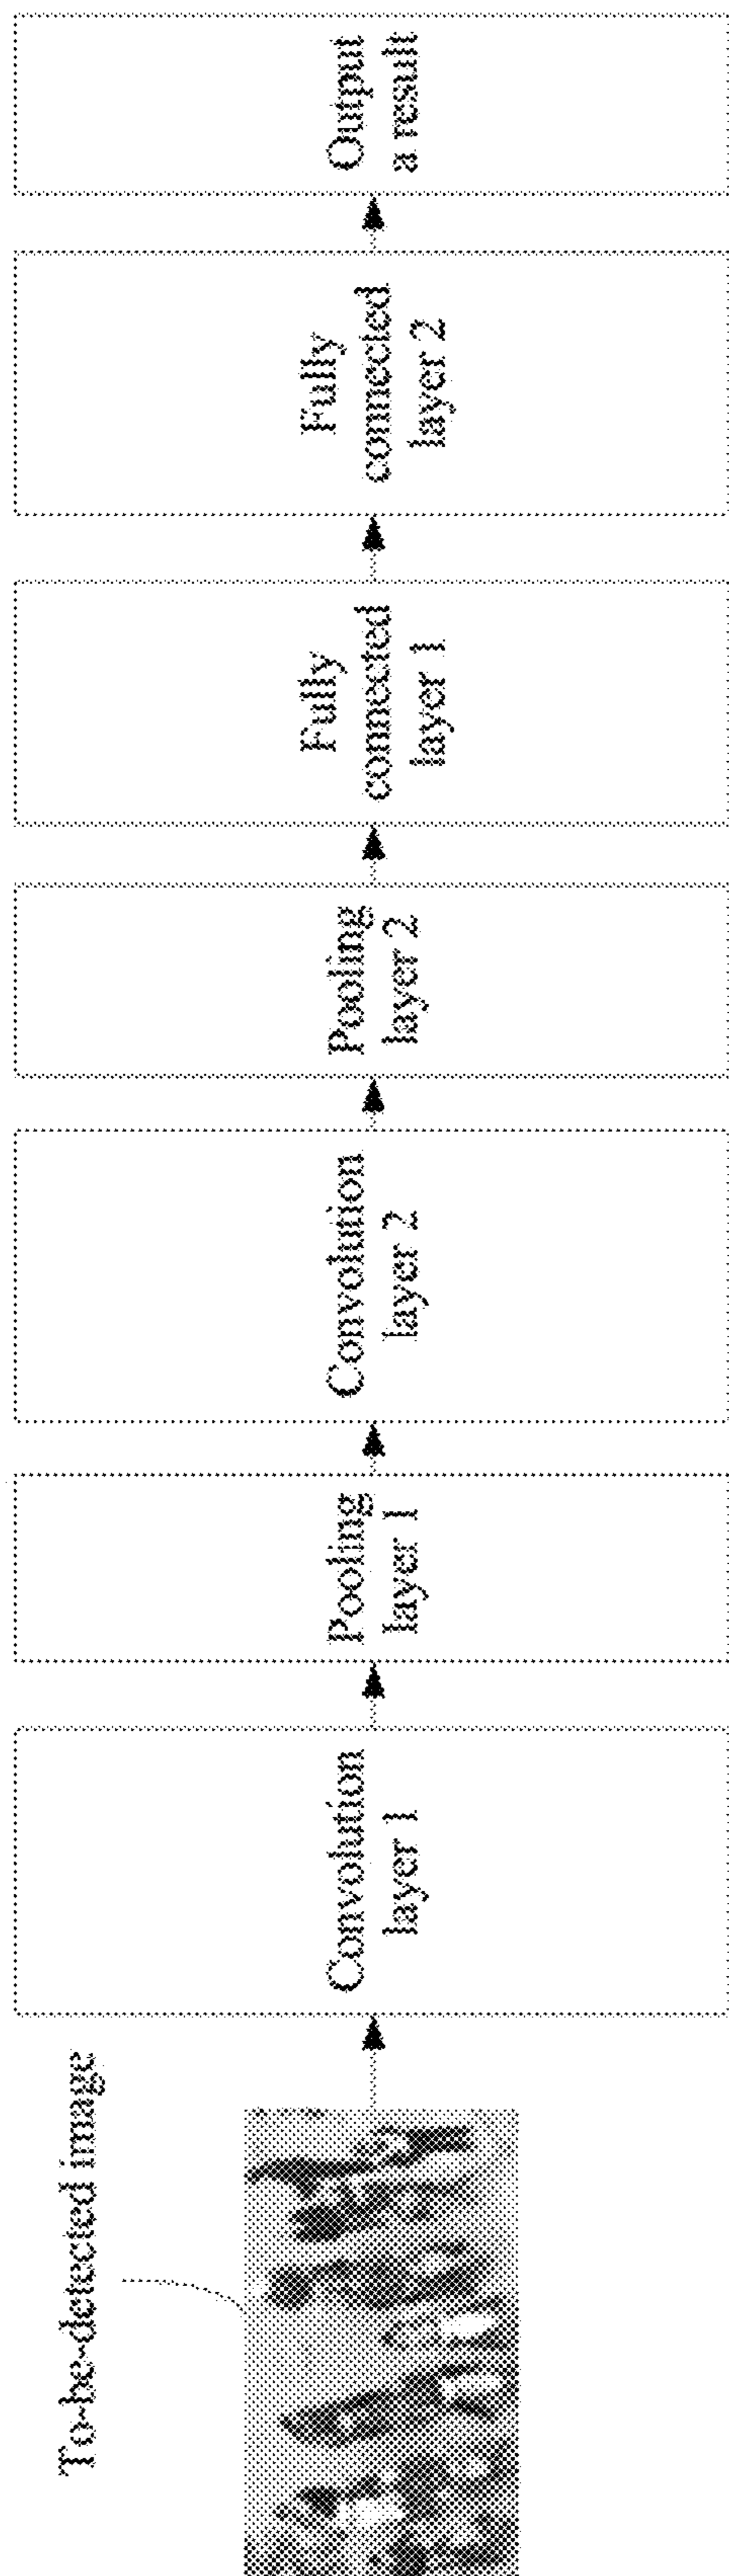 To-be-detected image
Convolution
layer 1
Pooling
layer 1
Convolution
layer 2
Pooling
layer 2
Fully
connected
layer 1
Fully
connected
layer 2
Output
a result